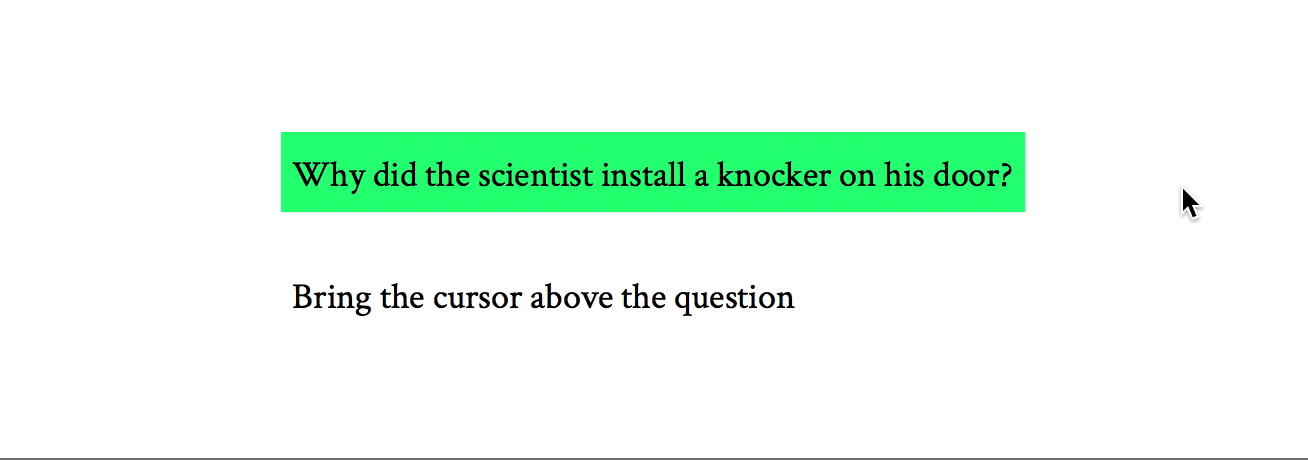 Why did the scientist install a knocker on his door?
Bring the cursor above the question